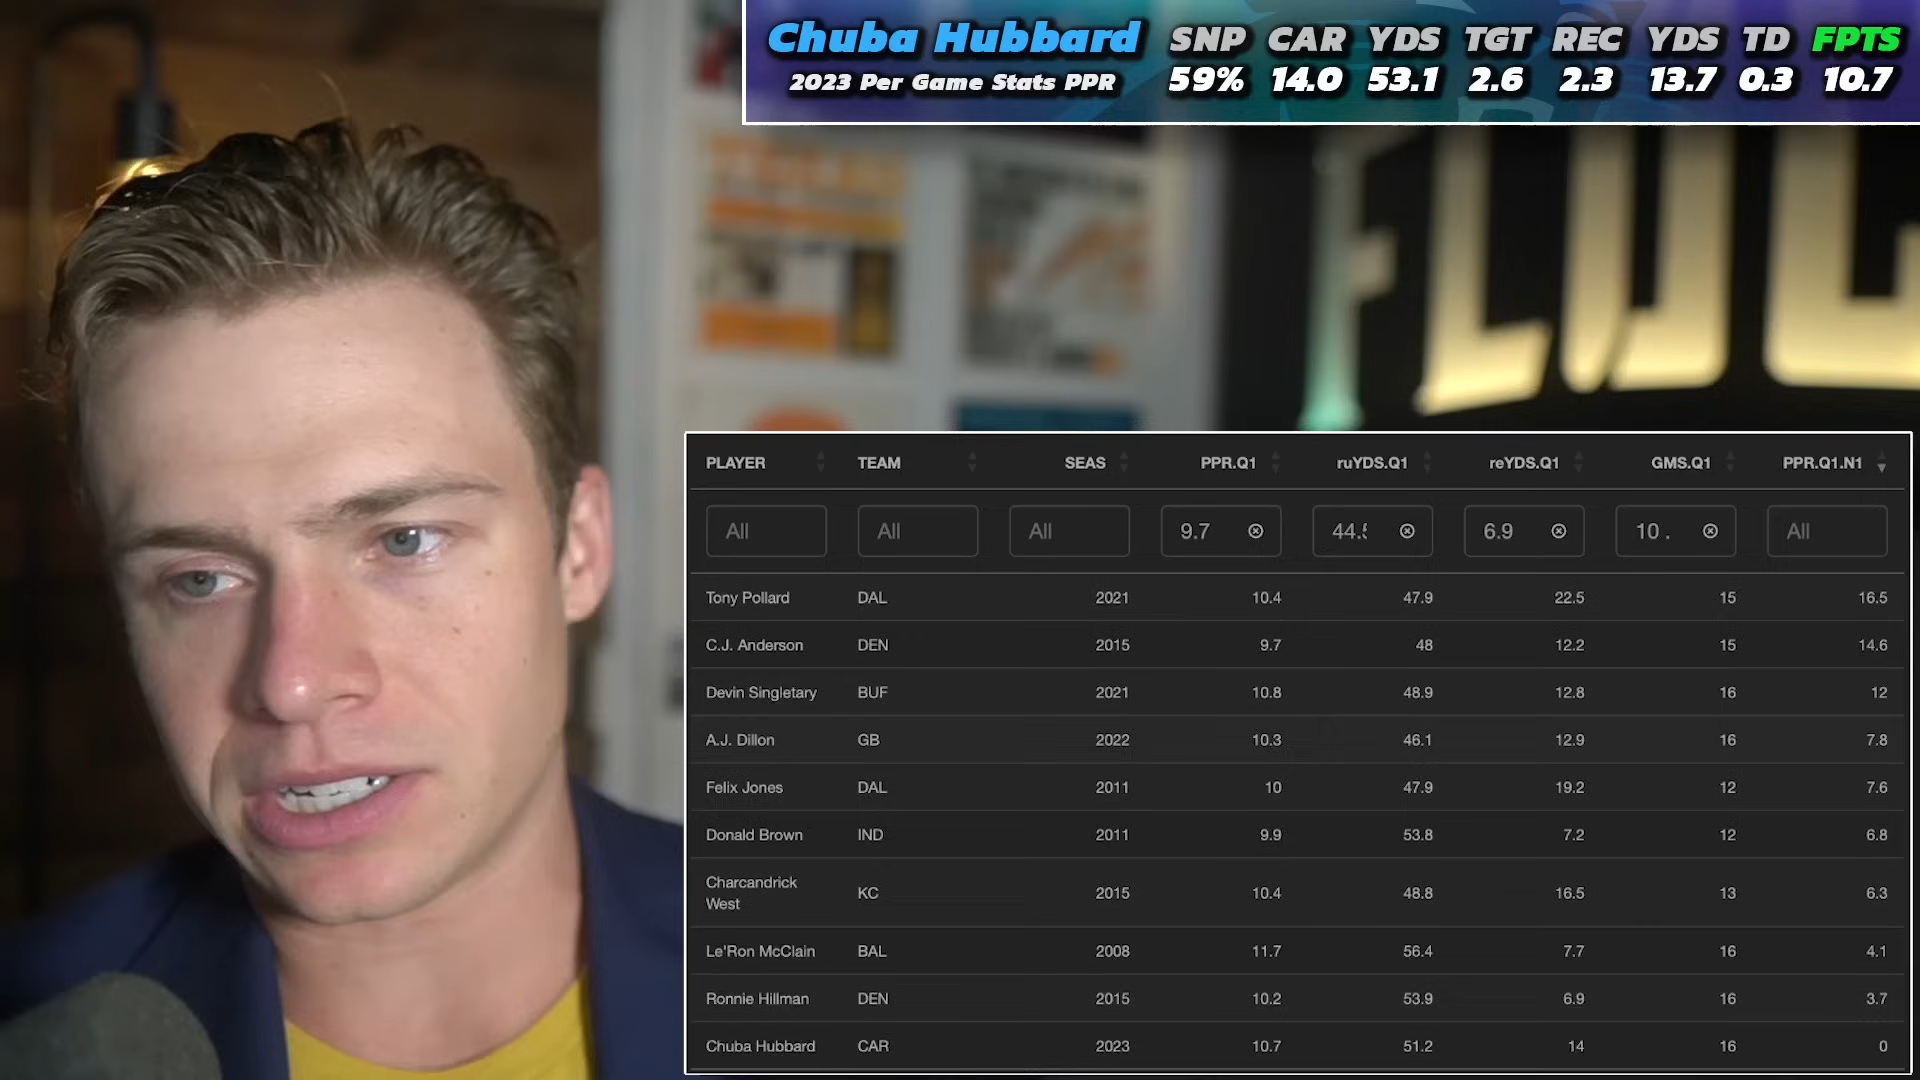 Chuba Hubbard SNP CAR YDS TGT REC YDS TD FPTS
2023 Per Game Stats PPR 59% 14.0 53.1 2.6 2.3 13.7 0.3 10.7
PLAYER TEAM SEAS PPR.Q1 ruYDS.Q1 reYDS.Q1 GMS.Q1 PPR.Q1.N1
All All All 9.7 44. 6.9 10 . All
Tony Pollard DAL 2021 10.4 47.9 22.5 15 16.5
C.J. Anderson DEN 2015 9.7 48 12.2 15 14.6
Devin Singletary BUF 2021 10.8 48.9 12.8 16 12
A.J. Dillon GB 2022 10.3 46.1 12.9 16 7.8
Felix Jones DAL 2011 10 47.9 19.2 12 7.6
Donald Brown IND 2011 9.9 53.8 7.2 12 6.8
Charcandrick
West KC 2015 10.4 48.8 16.5 13 6.3
Le'Ron McClain BAL 2008 11.7 56.4 7.7 16 4.1
Ronnie Hillman DEN 2015 10.2 53.9 6.9 16 3.7
Chuba Hubbard CAR 2023 10.7 51.2 14 16 0